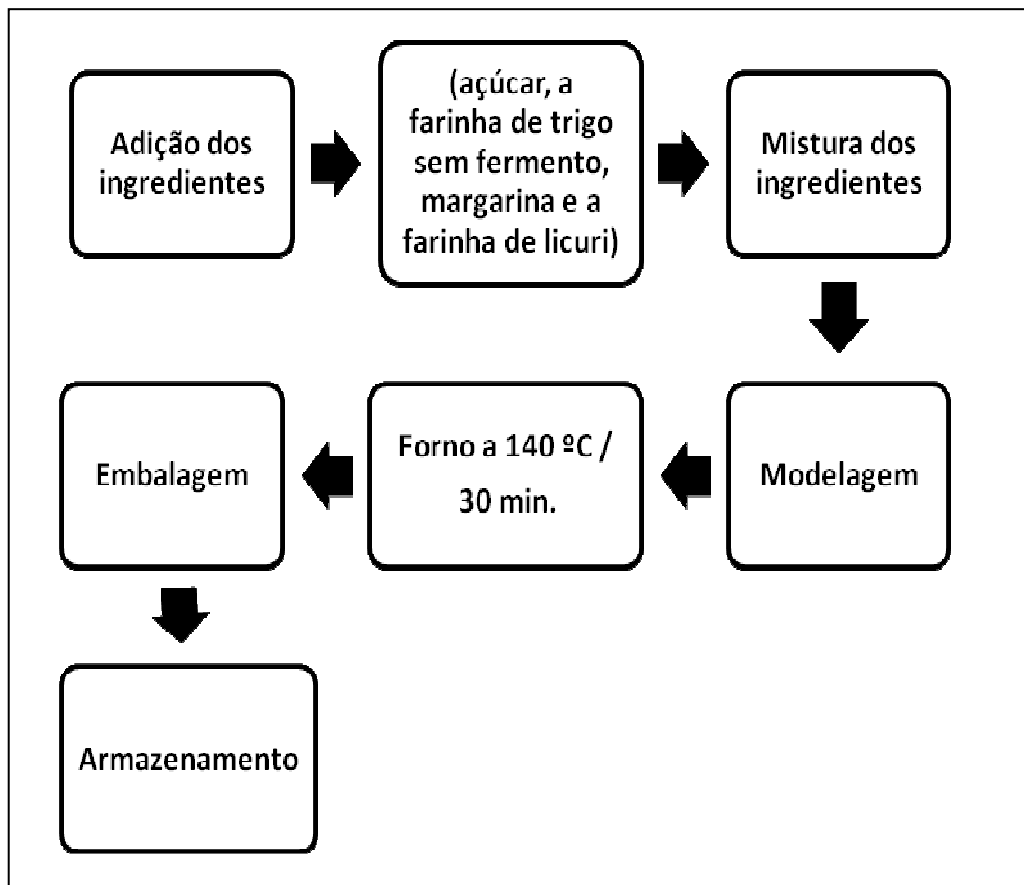 Adição dos
ingredientes
(açúcar, a
farinha de trigo
sem fermento,
margarina e a
farinha de licuri)
Mistura dos
ingredientes
Modelagem
Forno a 140 ºC /
30 min.
Embalagem
Armazenamento